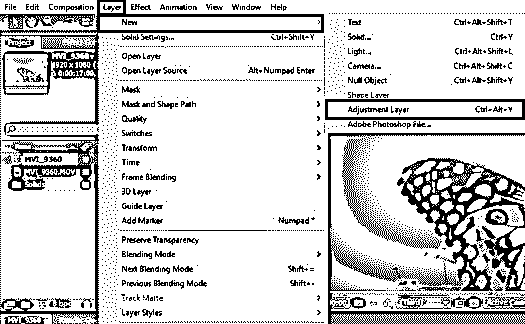 File Edit Composition Layer Effect Animation View Window Help
New
Solid Settings... Ctrl+Shift+Y
Open Layer
Open Layer Source Alt+Numpad Enter
Mask
Mask and Shape Path
Quality
Switches
Transform
Time
Frame Blending
3D Layer
Guide Layer
Add Marker Numpad *
Preserve Transparency
Blending Mode
Next Blending Mode Shift+=
Previous Blending Mode Shift+-
Track Matte
Layer Styles
Text Ctrl+Alt+Shift+T
Solid... Ctrl+Y
Light... Ctrl+Alt+Shift+L
Camera... Ctrl+Alt+Shift+C
Null Object Ctrl+Alt+Shift+Y
Shape Layer
Adjustment Layer Ctrl+Alt+Y
Adobe Photoshop File...
Project
MVI_9360
MVI_9360.MOV
Solids